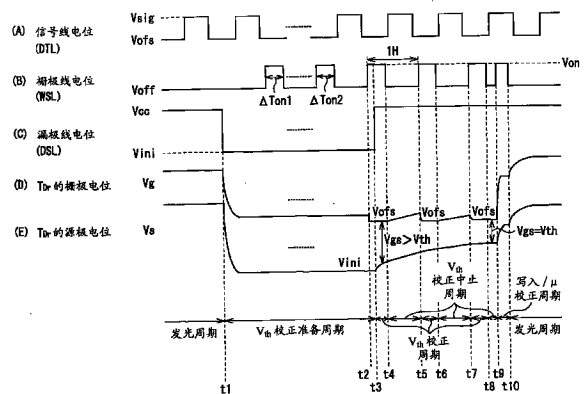 (A) 信号线电位
(DTL)
Vsig
Vofs
1H
Von
(B) 栅极线电位
(WSL)
Voff
ΔTon1
ΔTon2
Vcc
(C) 漏极线电位
(DSL)
Vini
(D) TDr 的栅极电位
Vg
Vofs
Vofs
Vofs
Vgs>Vth
Vgs=Vth
(E) TDr 的源极电位
Vs
Vini
Vth
校正中止
周期
写入/μ
校正周期
发光周期
Vth 校正准备周期
Vth 校正
周期
发光周期
t1
t2
t3
t4
t5
t6
t7
t8
t9
t10